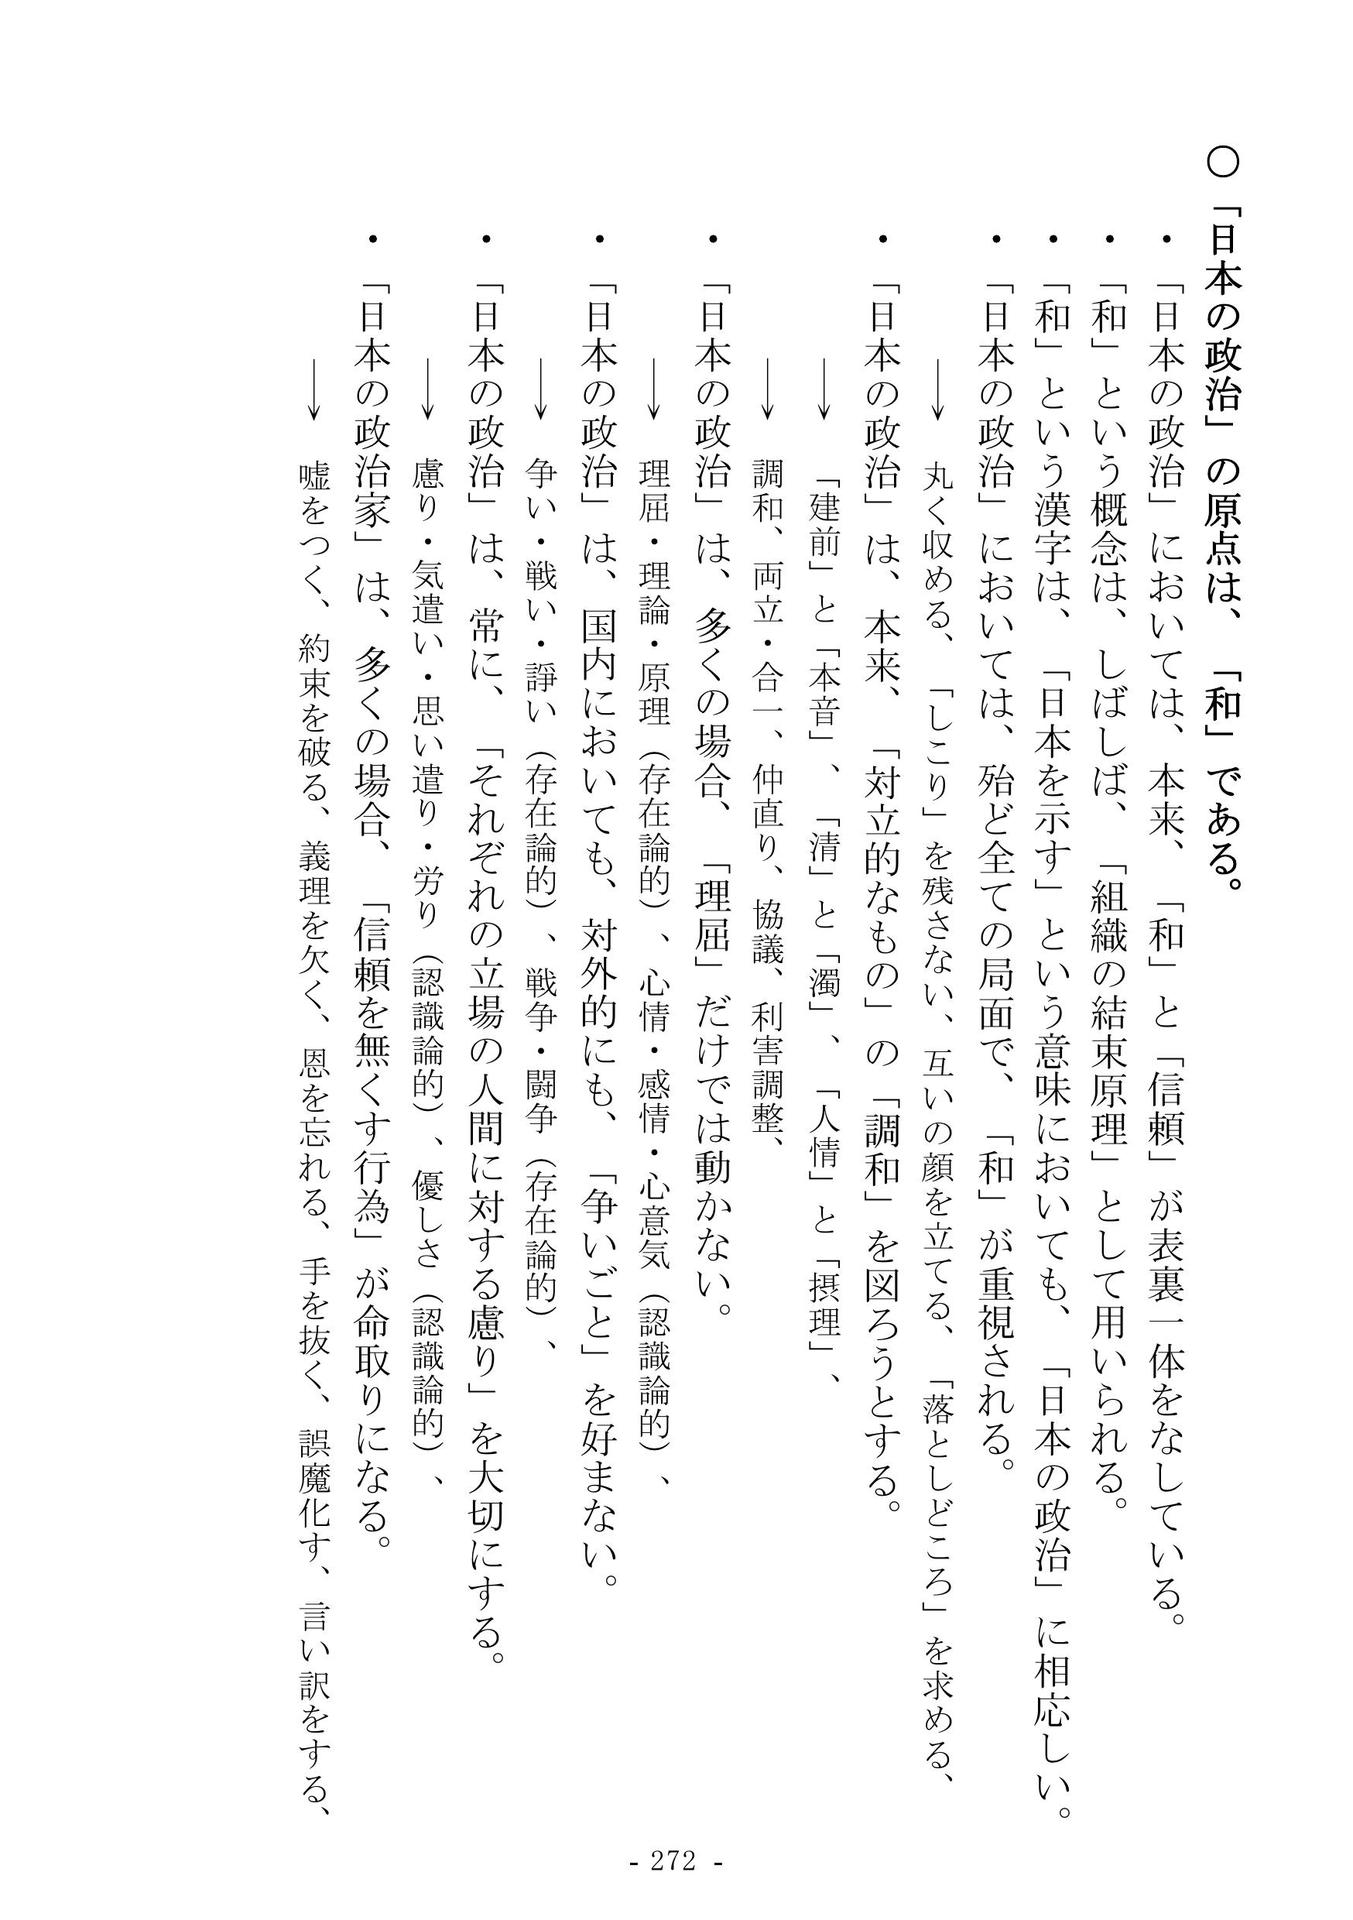 〇「日本の政治」の原点は、「和」である。
・「日本の政治」においては、本来、「和」と「信頼」が表裏一体をなしている。
・「和」という概念は、しばしば、「組織の結束原理」として用いられる。
・「和」という漢字は、「日本を示す」という意味においても、「日本の政治」に相応しい。
・「日本の政治」においては、殆ど全ての局面で、「和」が重視される。
→ 丸く収める、「しこり」を残さない、互いの顔を立てる、「落としどころ」を求める、
・「日本の政治」は、本来、「対立的なもの」の「調和」を図ろうとする。
→ 「建前」と「本音」、「清」と「濁」、「人情」と「摂理」、
→ 調和、両立・合一、仲直り、協議、利害調整、
・「日本の政治」は、多くの場合、「理屈」だけでは動かない。
→ 理屈・理論・原理（存在論的）、心情・感情・心意気（認識論的）、
・「日本の政治」は、国内においても、対外的にも、「争いごと」を好まない。
→ 争い・戦い・諍い（存在論的）、戦争・闘争（存在論的）、
・「日本の政治」は、常に、「それぞれの立場の人間に対する慮り」を大切にする。
→ 慮り・気遣い・思い遣り・労り（認識論的）、優しさ（認識論的）、
・「日本の政治家」は、多くの場合、「信頼を無くす行為」が命取りになる。
→ 嘘をつく、約束を破る、義理を欠く、恩を忘れる、手を抜く、誤魔化す、言い訳をする、
- 272 -